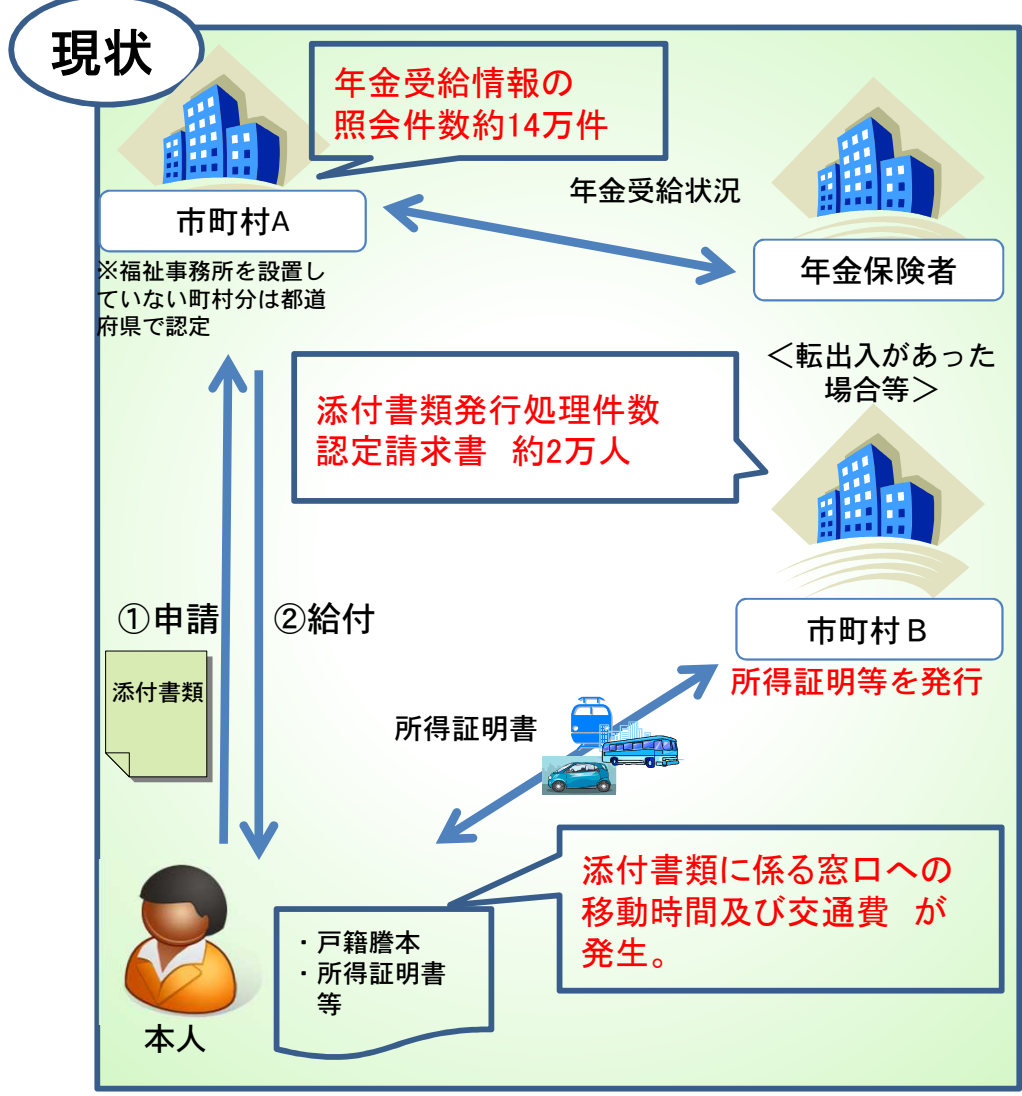 現状
年金受給情報の
照会件数約14万件
年金受給状況
市町村A
年金保険者
※福祉事務所を設置し
ていない町村分は都道
府県で認定
＜転出入があった
場合等＞
添付書類発行処理件数
認定請求書　約2万人
①申請
②給付
市町村Ｂ
所得証明等を発行
添付書類
所得証明書
添付書類に係る窓口への
移動時間及び交通費　が
発生。
・戸籍謄本
・所得証明書
等
本人